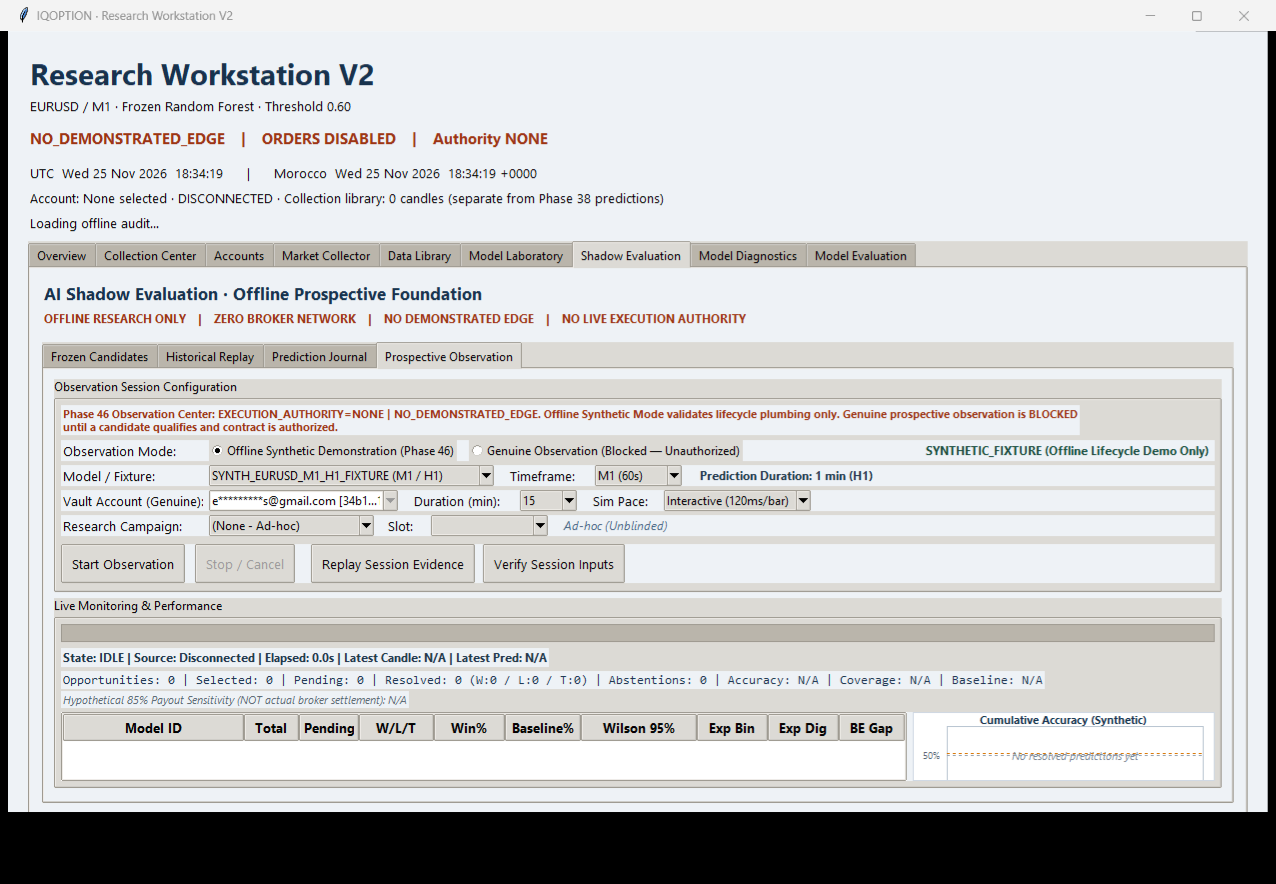 IQOPTION · Research Workstation V2
Research Workstation V2
EURUSD / M1 · Frozen Random Forest · Threshold 0.60
NO_DEMONSTRATED_EDGE | ORDERS DISABLED | Authority NONE
UTC Wed 25 Nov 2026 18:34:19 | Morocco Wed 25 Nov 2026 18:34:19 +0000
Account: None selected · DISCONNECTED · Collection library: 0 candles (separate from Phase 38 predictions)
Loading offline audit...
Overview Collection Center Accounts Market Collector Data Library Model Laboratory Shadow Evaluation Model Diagnostics Model Evaluation
AI Shadow Evaluation · Offline Prospective Foundation
OFFLINE RESEARCH ONLY | ZERO BROKER NETWORK | NO DEMONSTRATED EDGE | NO LIVE EXECUTION AUTHORITY
Frozen Candidates Historical Replay Prediction Journal Prospective Observation
Observation Session Configuration
Phase 46 Observation Center: EXECUTION_AUTHORITY=NONE | NO_DEMONSTRATED_EDGE. Offline Synthetic Mode validates lifecycle plumbing only. Genuine prospective observation is BLOCKED
until a candidate qualifies and contract is authorized.
Observation Mode: Offline Synthetic Demonstration (Phase 46) Genuine Observation (Blocked — Unauthorized) SYNTHETIC_FIXTURE (Offline Lifecycle Demo Only)
Model / Fixture: SYNTH_EURUSD_M1_H1_FIXTURE (M1 / H1) Timeframe: M1 (60s) Prediction Duration: 1 min (H1)
Vault Account (Genuine): e*********s@gmail.com [34b1... Duration (min): 15 Sim Pace: Interactive (120ms/bar)
Research Campaign: (None - Ad-hoc) Slot: Ad-hoc (Unblinded)
Start Observation Stop / Cancel Replay Session Evidence Verify Session Inputs
Live Monitoring & Performance
State: IDLE | Source: Disconnected | Elapsed: 0.0s | Latest Candle: N/A | Latest Pred: N/A
Opportunities: 0 | Selected: 0 | Pending: 0 | Resolved: 0 (W:0 / L:0 / T:0) | Abstentions: 0 | Accuracy: N/A | Coverage: N/A | Baseline: N/A
Hypothetical 85% Payout Sensitivity (NOT actual broker settlement): N/A
Model ID Total Pending W/L/T Win% Baseline% Wilson 95% Exp Bin Exp Dig BE Gap
Cumulative Accuracy (Synthetic)
50% No resolved predictions yet